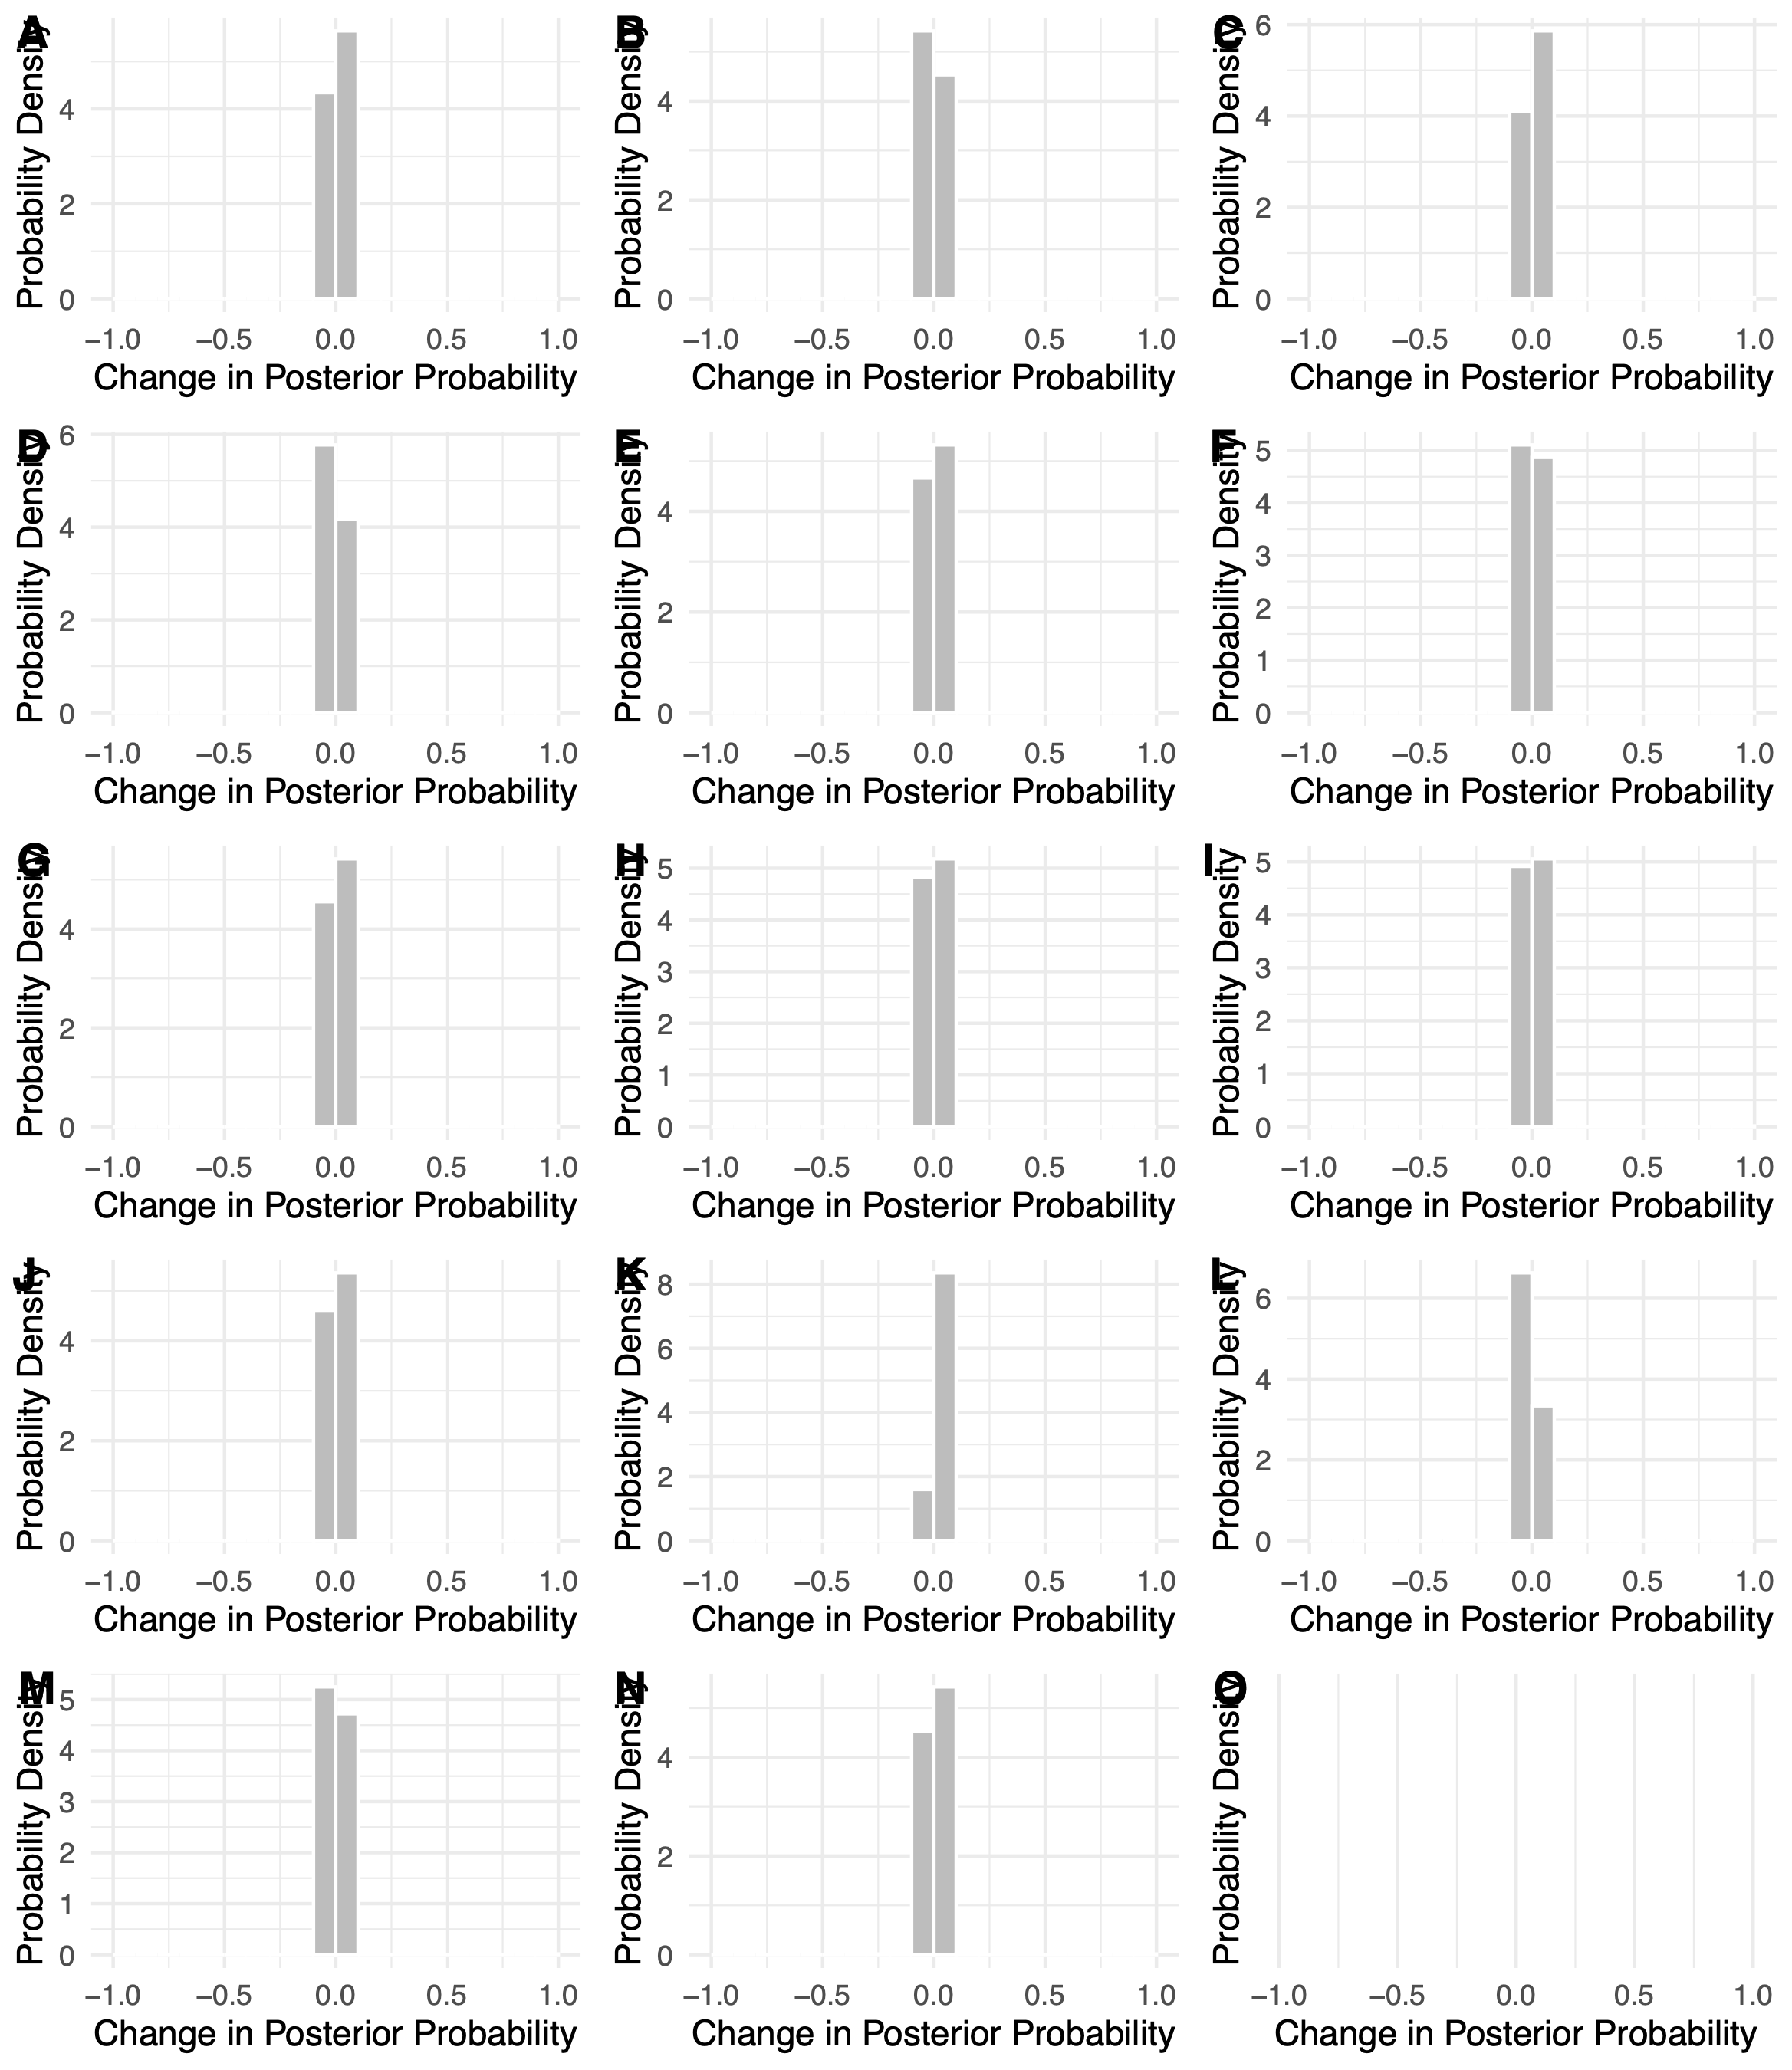 A B C
Probability Density Probability Density Probability Density
4 4 6
2 2 4
0 0 2
0
−1.0 −0.5 0.0 0.5 1.0 −1.0 −0.5 0.0 0.5 1.0 −1.0 −0.5 0.0 0.5 1.0
Change in Posterior Probability Change in Posterior Probability Change in Posterior Probability
D E F
Probability Density Probability Density Probability Density
6 4 5
4 2 4
2 0 3
0 2
1
0
−1.0 −0.5 0.0 0.5 1.0 −1.0 −0.5 0.0 0.5 1.0 −1.0 −0.5 0.0 0.5 1.0
Change in Posterior Probability Change in Posterior Probability Change in Posterior Probability
G H I
Probability Density Probability Density Probability Density
4 5 5
2 4 4
0 3 3
2 2
1 1
0 0
−1.0 −0.5 0.0 0.5 1.0 −1.0 −0.5 0.0 0.5 1.0 −1.0 −0.5 0.0 0.5 1.0
Change in Posterior Probability Change in Posterior Probability Change in Posterior Probability
J K L
Probability Density Probability Density Probability Density
4 8 6
2 6 4
0 4 2
2 0
0
−1.0 −0.5 0.0 0.5 1.0 −1.0 −0.5 0.0 0.5 1.0 −1.0 −0.5 0.0 0.5 1.0
Change in Posterior Probability Change in Posterior Probability Change in Posterior Probability
M N O
Probability Density Probability Density Probability Density
5 4
4 2
3 0
2
1
0
−1.0 −0.5 0.0 0.5 1.0 −1.0 −0.5 0.0 0.5 1.0 −1.0 −0.5 0.0 0.5 1.0
Change in Posterior Probability Change in Posterior Probability Change in Posterior Probability